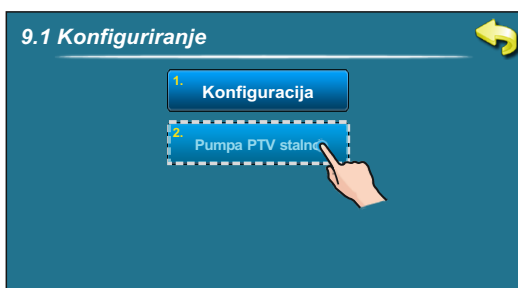 9.1 Konfiguriranje
1.
Konfiguracija
2.
Pumpa PTV stalno